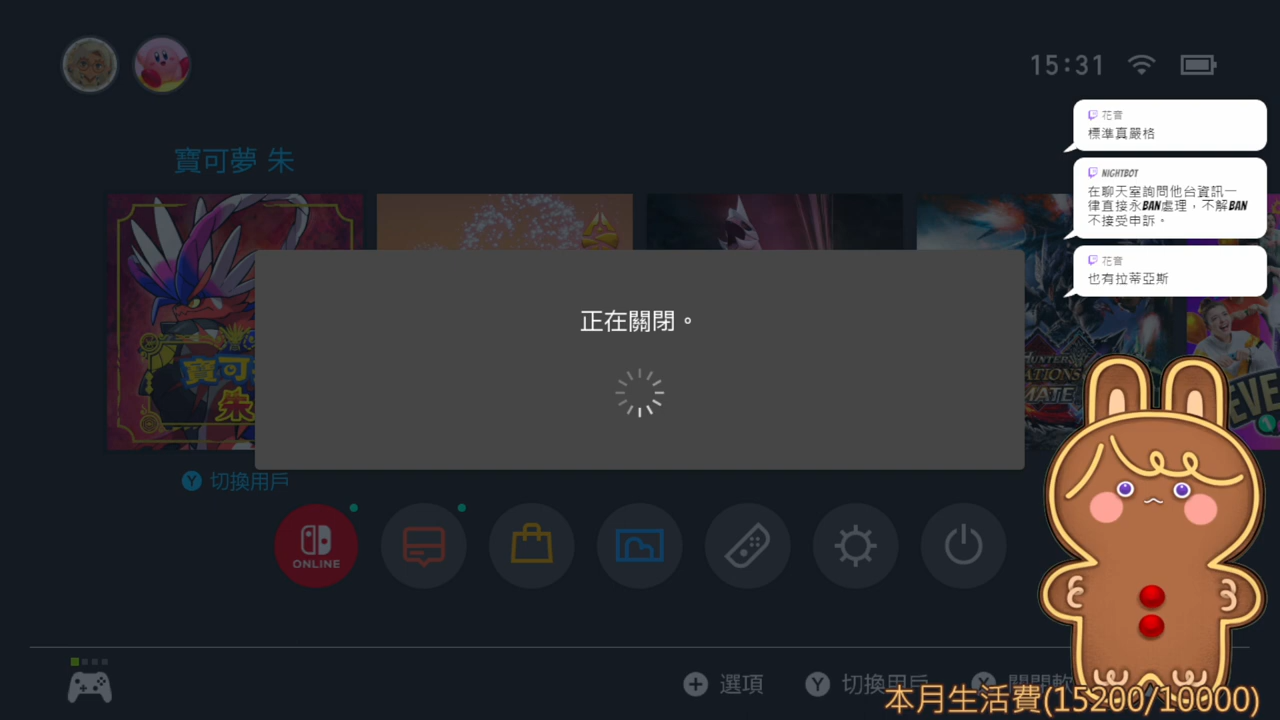 15:31
花音
標準真嚴格
NIGHTBOT
在聊天室詢問他台資訊一
律直接永BAN處理，不解BAN
不接受申訴。
花音
也有拉蒂亞斯
寶可夢 朱
寶可
朱
正在關閉。
MATE
EVE
Y 切換用戶
ONLINE
選項
Y 切換用戶
本月生活費(15200/10000)